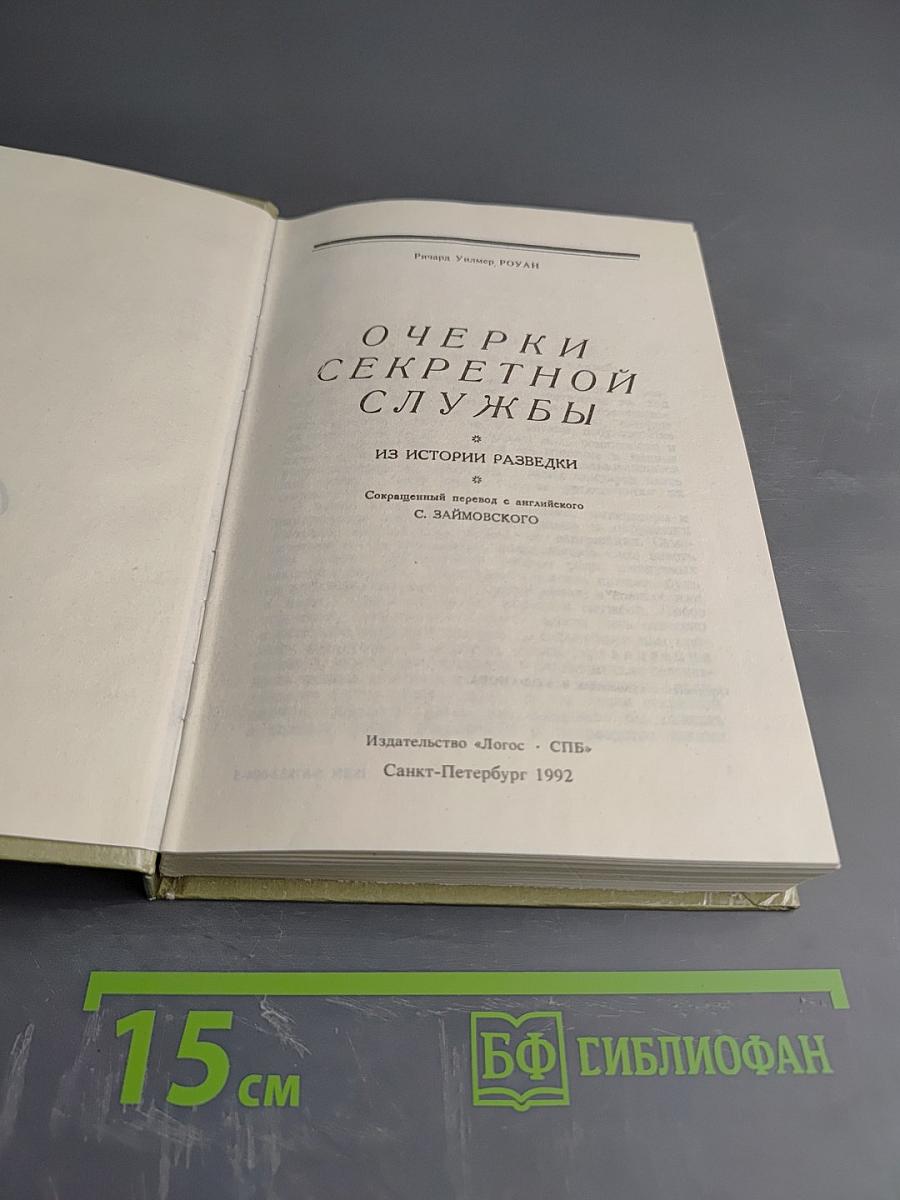 Ричард Уилмер РОУАН
ОЧЕРКИ
СЕКРЕТНОЙ
СЛУЖБЫ
ИЗ ИСТОРИИ РАЗВЕДКИ
Сокращенный перевод с английского
С. ЗАЙМОВСКОГО
Издательство «Логос · СПБ»
Санкт-Петербург 1992
15 см
БФ ГИБЛИОФАН